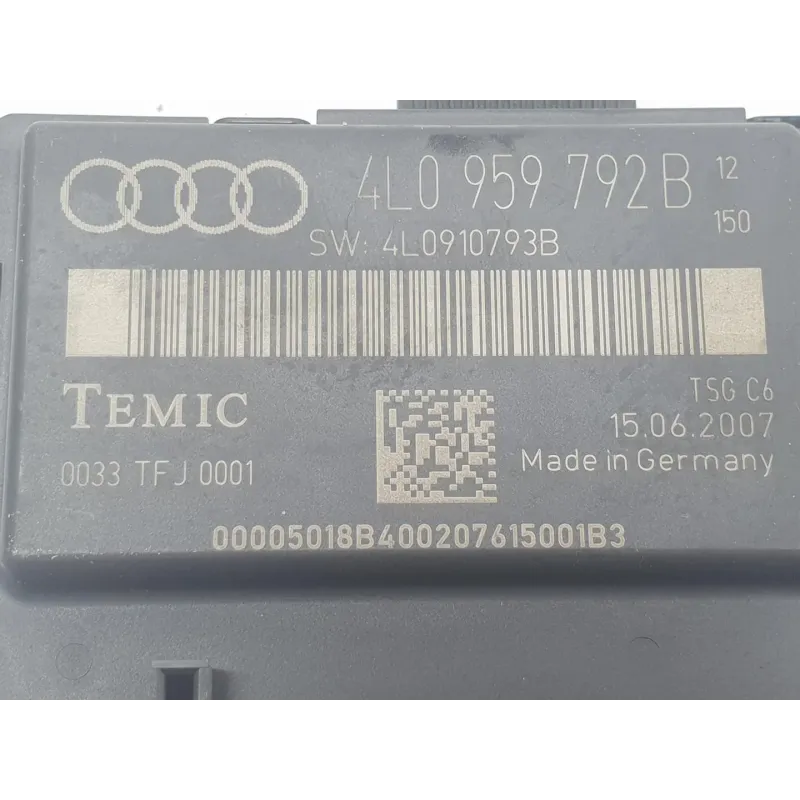 4L0 959 792B 12
150
SW: 4L0910793B
TEMIC
TSG C6
15.06.2007
0033 TFJ 0001
Made in Germany
00005018B400207615001B3